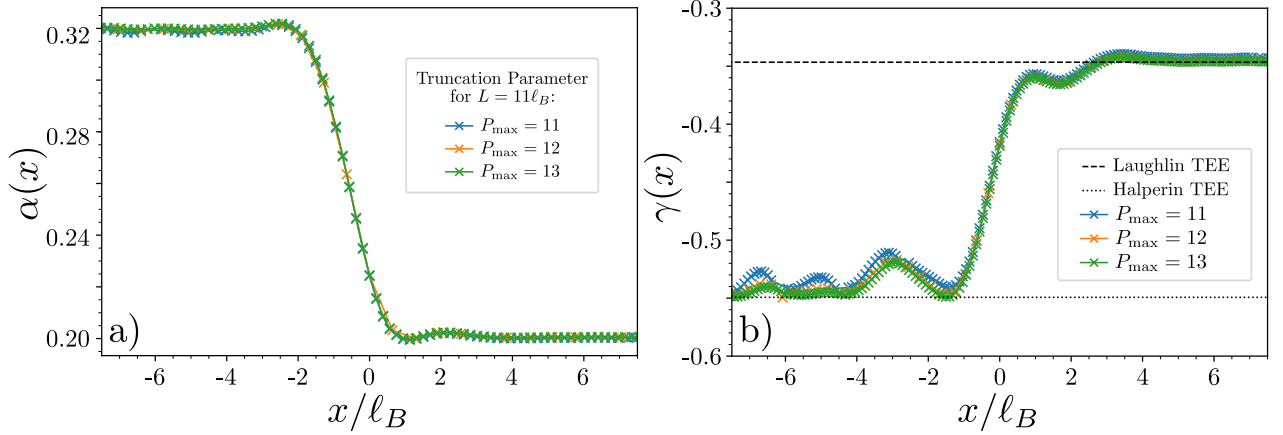 0.32
0.28
0.24
0.20
α(x)
Truncation Parameter
for L = 11ℓ_B:
P_max = 11
P_max = 12
P_max = 13
a)
-6 -4 -2 0 2 4 6
x/ℓ_B
-0.3
-0.4
-0.5
-0.6
γ(x)
Laughlin TEE
Halperin TEE
P_max = 11
P_max = 12
P_max = 13
b)
-6 -4 -2 0 2 4 6
x/ℓ_B